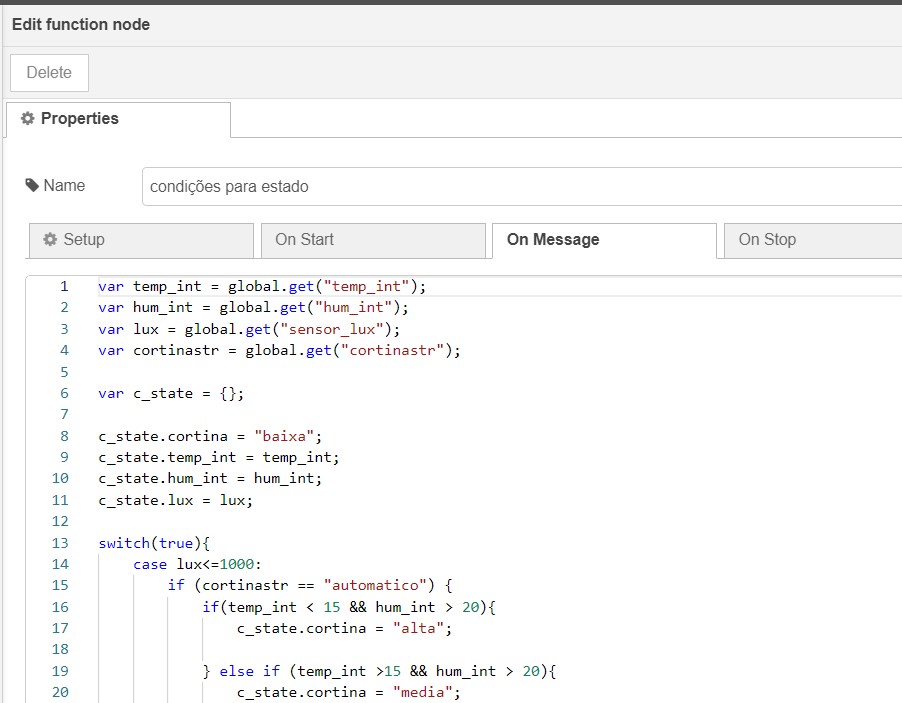 Edit function node
Delete
Properties
Name
condições para estado
Setup
On Start
On Message
On Stop
1 var temp_int = global.get("temp_int");
2 var hum_int = global.get("hum_int");
3 var lux = global.get("sensor_lux");
4 var cortinastr = global.get("cortinastr");
5
6 var c_state = {};
7
8 c_state.cortina = "baixa";
9 c_state.temp_int = temp_int;
10 c_state.hum_int = hum_int;
11 c_state.lux = lux;
12
13 switch(true){
14 case lux<=1000:
15 if (cortinastr == "automatico") {
16 if(temp_int < 15 && hum_int > 20){
17 c_state.cortina = "alta";
18
19 } else if (temp_int >15 && hum_int > 20){
20 c_state.cortina = "media";